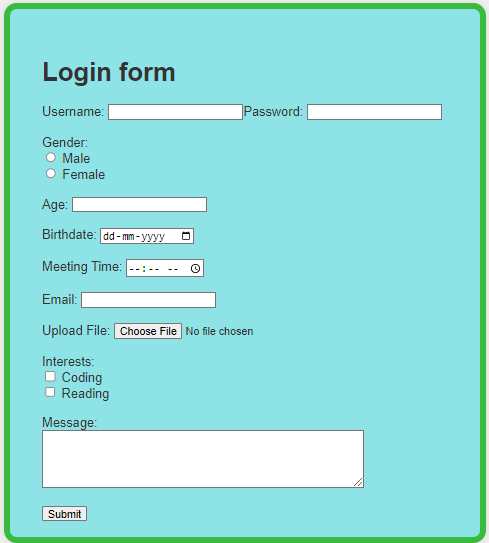 Login form
Username: Password:
Gender:
Male
Female
Age:
Birthdate: dd-mm-yyyy
Meeting Time: --:-- --
Email:
Upload File: Choose File No file chosen
Interests:
Coding
Reading
Message:
Submit